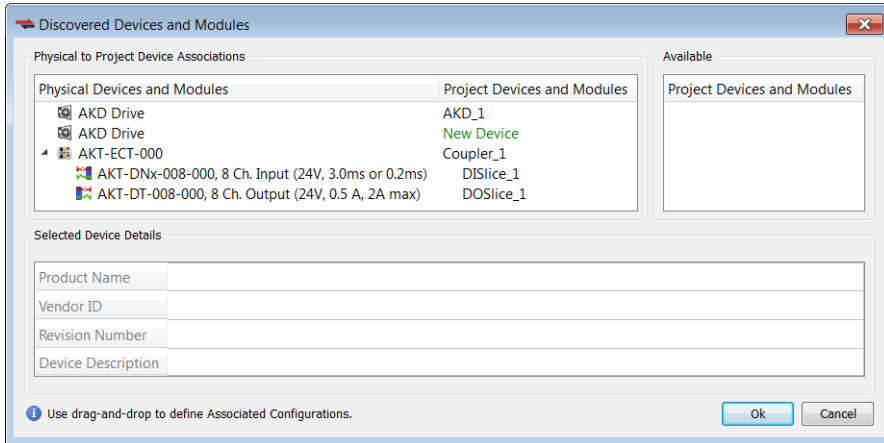 Discovered Devices and Modules
Physical to Project Device Associations
Available
Physical Devices and Modules Project Devices and Modules
Project Devices and Modules
AKD Drive AKD_1
AKD Drive New Device
AKT-ECT-000 Coupler_1
AKT-DNx-008-000, 8 Ch. Input (24V, 3.0ms or 0.2ms) DISlice_1
AKT-DT-008-000, 8 Ch. Output (24V, 0.5 A, 2A max) DOSlice_1
Selected Device Details
Product Name
Vendor ID
Revision Number
Device Description
Use drag-and-drop to define Associated Configurations.
Ok Cancel